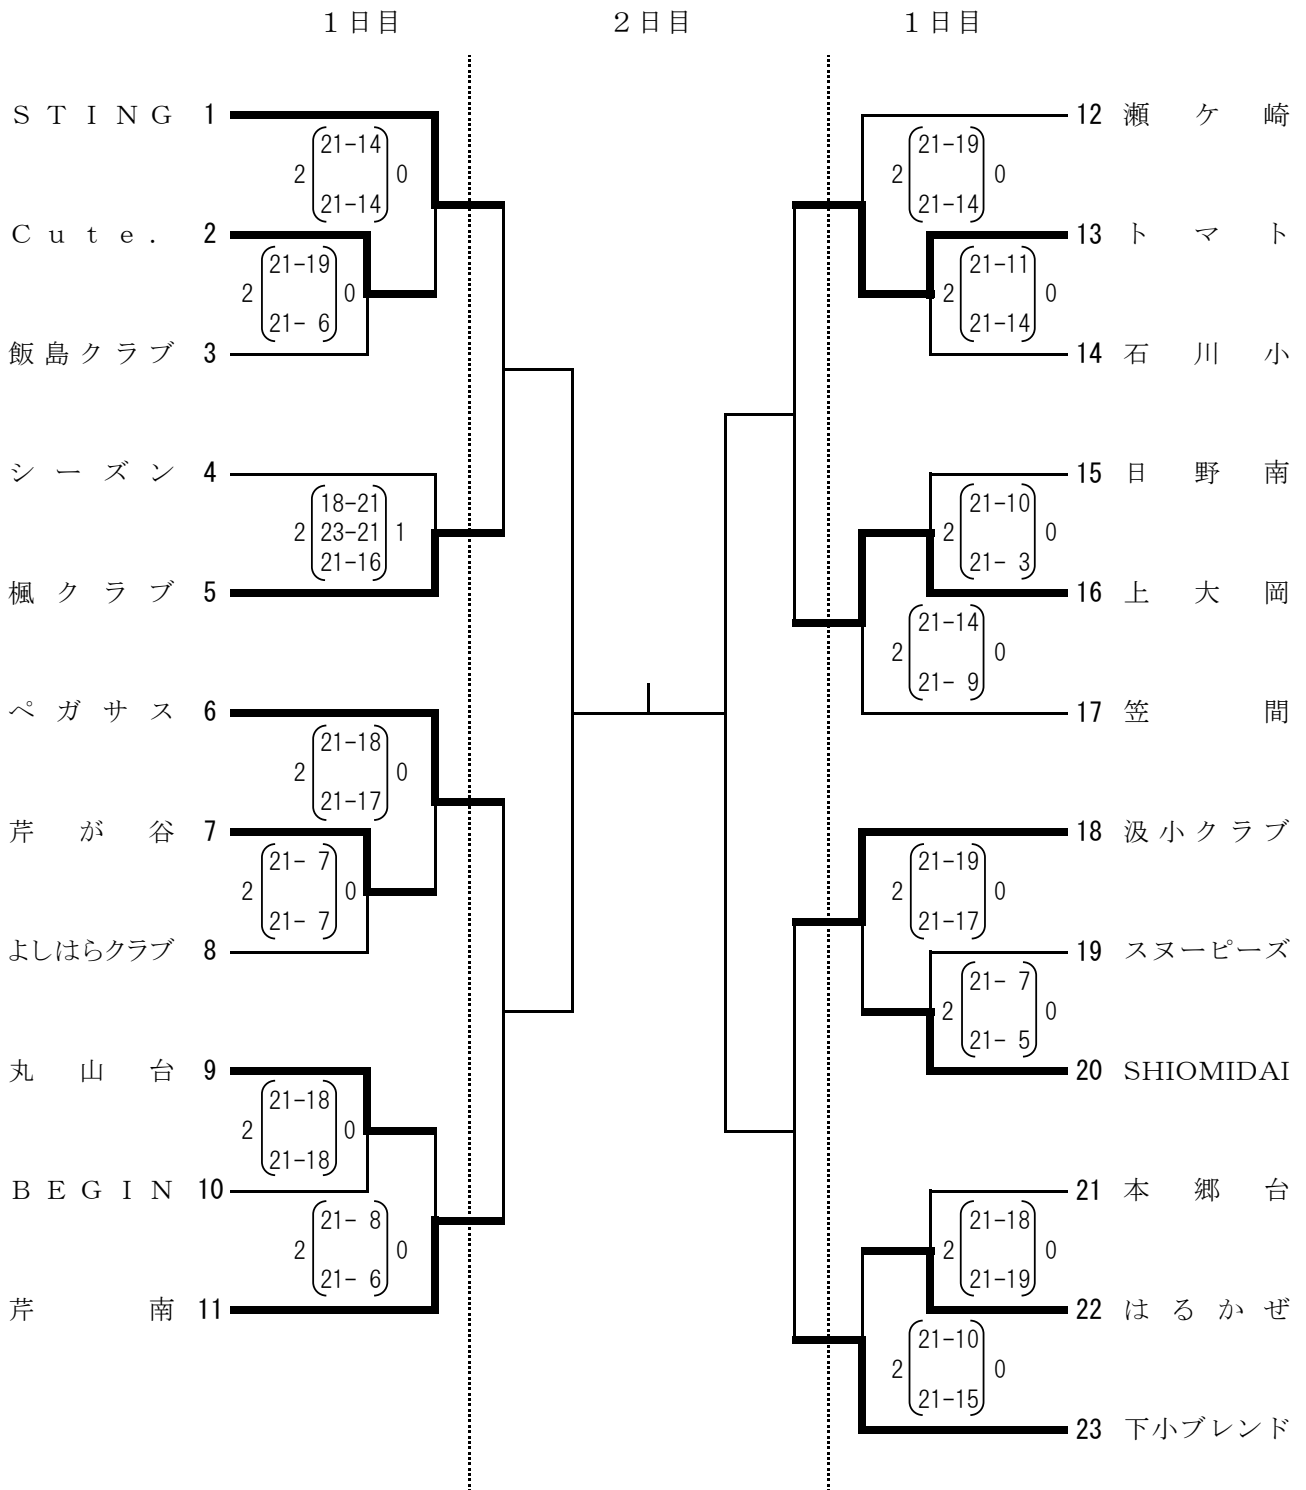 １日目 ２日目 １日目
ＳＴＩＮＧ 1
21-14
2 0
21-14
Ｃｕｔｅ. 2
21-19
2 0
21- 6
飯島クラブ 3
シーズン 4
18-21
2 23-21 1
21-16
楓クラブ 5
ペガサス 6
21-18
2 0
21-17
芹が谷 7
21- 7
2 0
21- 7
よしはらクラブ 8
丸山台 9
21-18
2 0
21-18
ＢＥＧＩＮ 10
21- 8
2 0
21- 6
芹南 11
12 瀬ケ崎
21-19
2 0
21-14
13 トマト
21-11
2 0
21-14
14 石川小
15 日野南
21-10
2 0
21- 3
16 上大岡
21-14
2 0
21- 9
17 笠間
18 汲小クラブ
21-19
2 0
21-17
19 スヌーピーズ
21- 7
2 0
21- 5
20 SHIOMIDAI
21 本郷台
21-18
2 0
21-19
22 はるかぜ
21-10
2 0
21-15
23 下小ブレンド